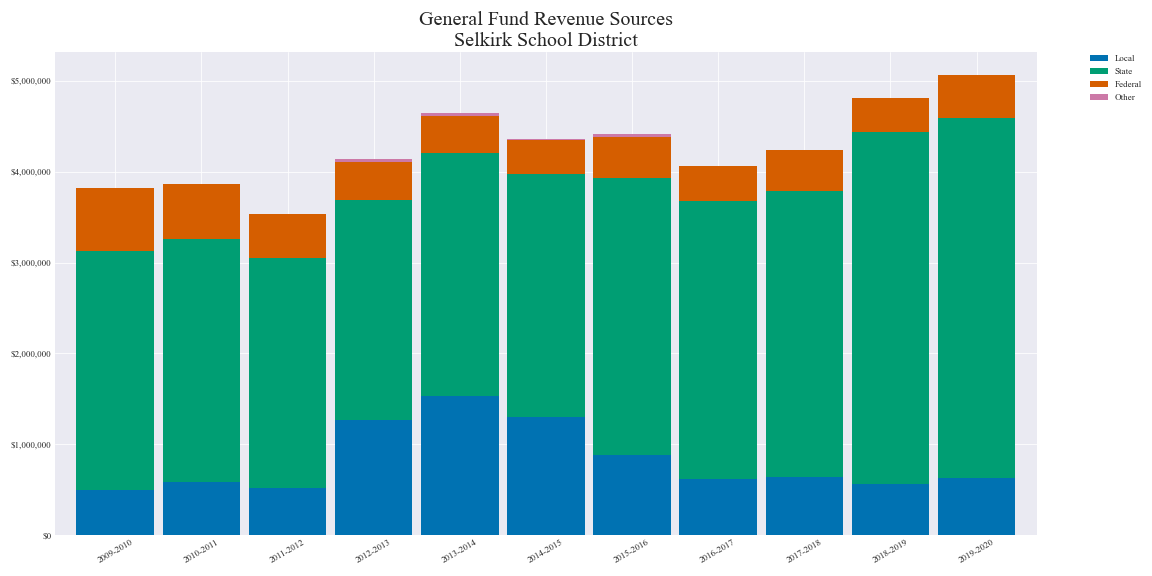 General Fund Revenue Sources
Selkirk School District
Local
State
Federal
Other
$5,000,000
$4,000,000
$3,000,000
$2,000,000
$1,000,000
$0
2009-2010
2010-2011
2011-2012
2012-2013
2013-2014
2014-2015
2015-2016
2016-2017
2017-2018
2018-2019
2019-2020